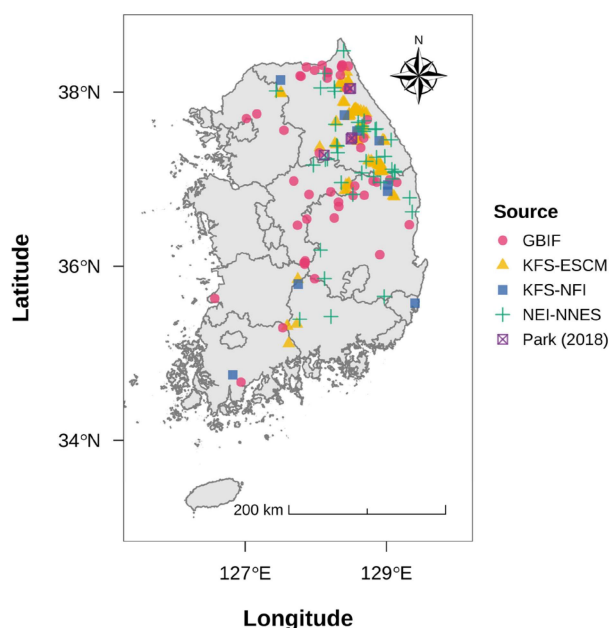 N
38°N
36°N
34°N
Latitude
200 km
127°E
129°E
Longitude
Source
GBIF
KFS-ESCM
KFS-NFI
NEI-NNES
Park (2018)